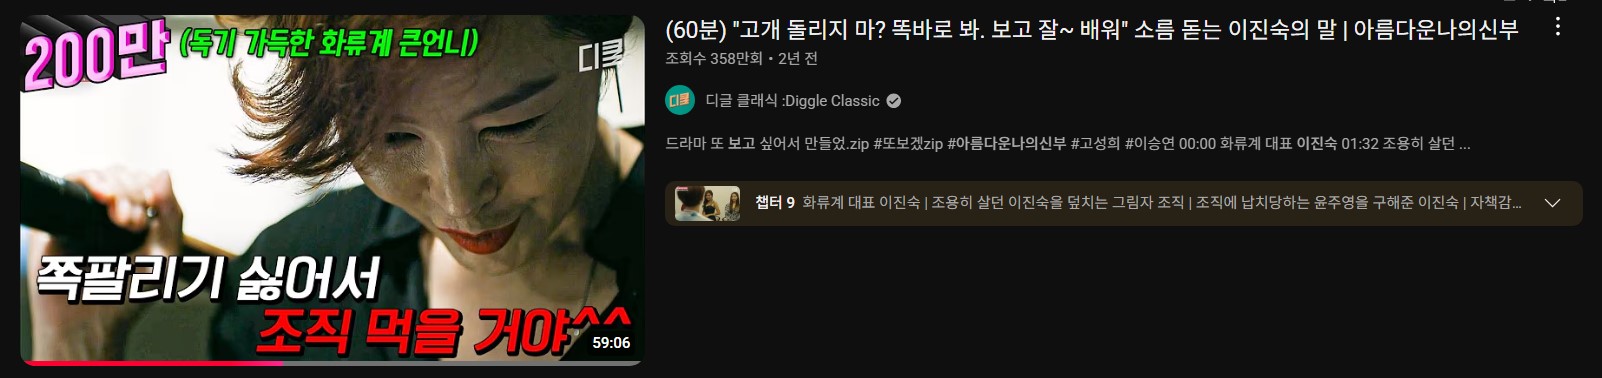 200만 (독기 가득한 화류계 큰언니)
디글
쪽팔리기 싫어서
조직 먹을 거야^^
59:06
(60분) "고개 돌리지 마? 똑바로 봐. 보고 잘~ 배워" 소름 돋는 이진숙의 말 | 아름다운나의신부
조회수 358만회 • 2년 전
디글 디글 클래식 :Diggle Classic
드라마 또 보고 싶어서 만들었.zip #또보겠zip #아름다운나의신부 #고성희 #이승연 00:00 화류계 대표 이진숙 01:32 조용히 살던 ...
챕터 9 화류계 대표 이진숙 | 조용히 살던 이진숙을 덮치는 그림자 조직 | 조직에 납치당하는 윤주영을 구해준 이진숙 | 자책감...